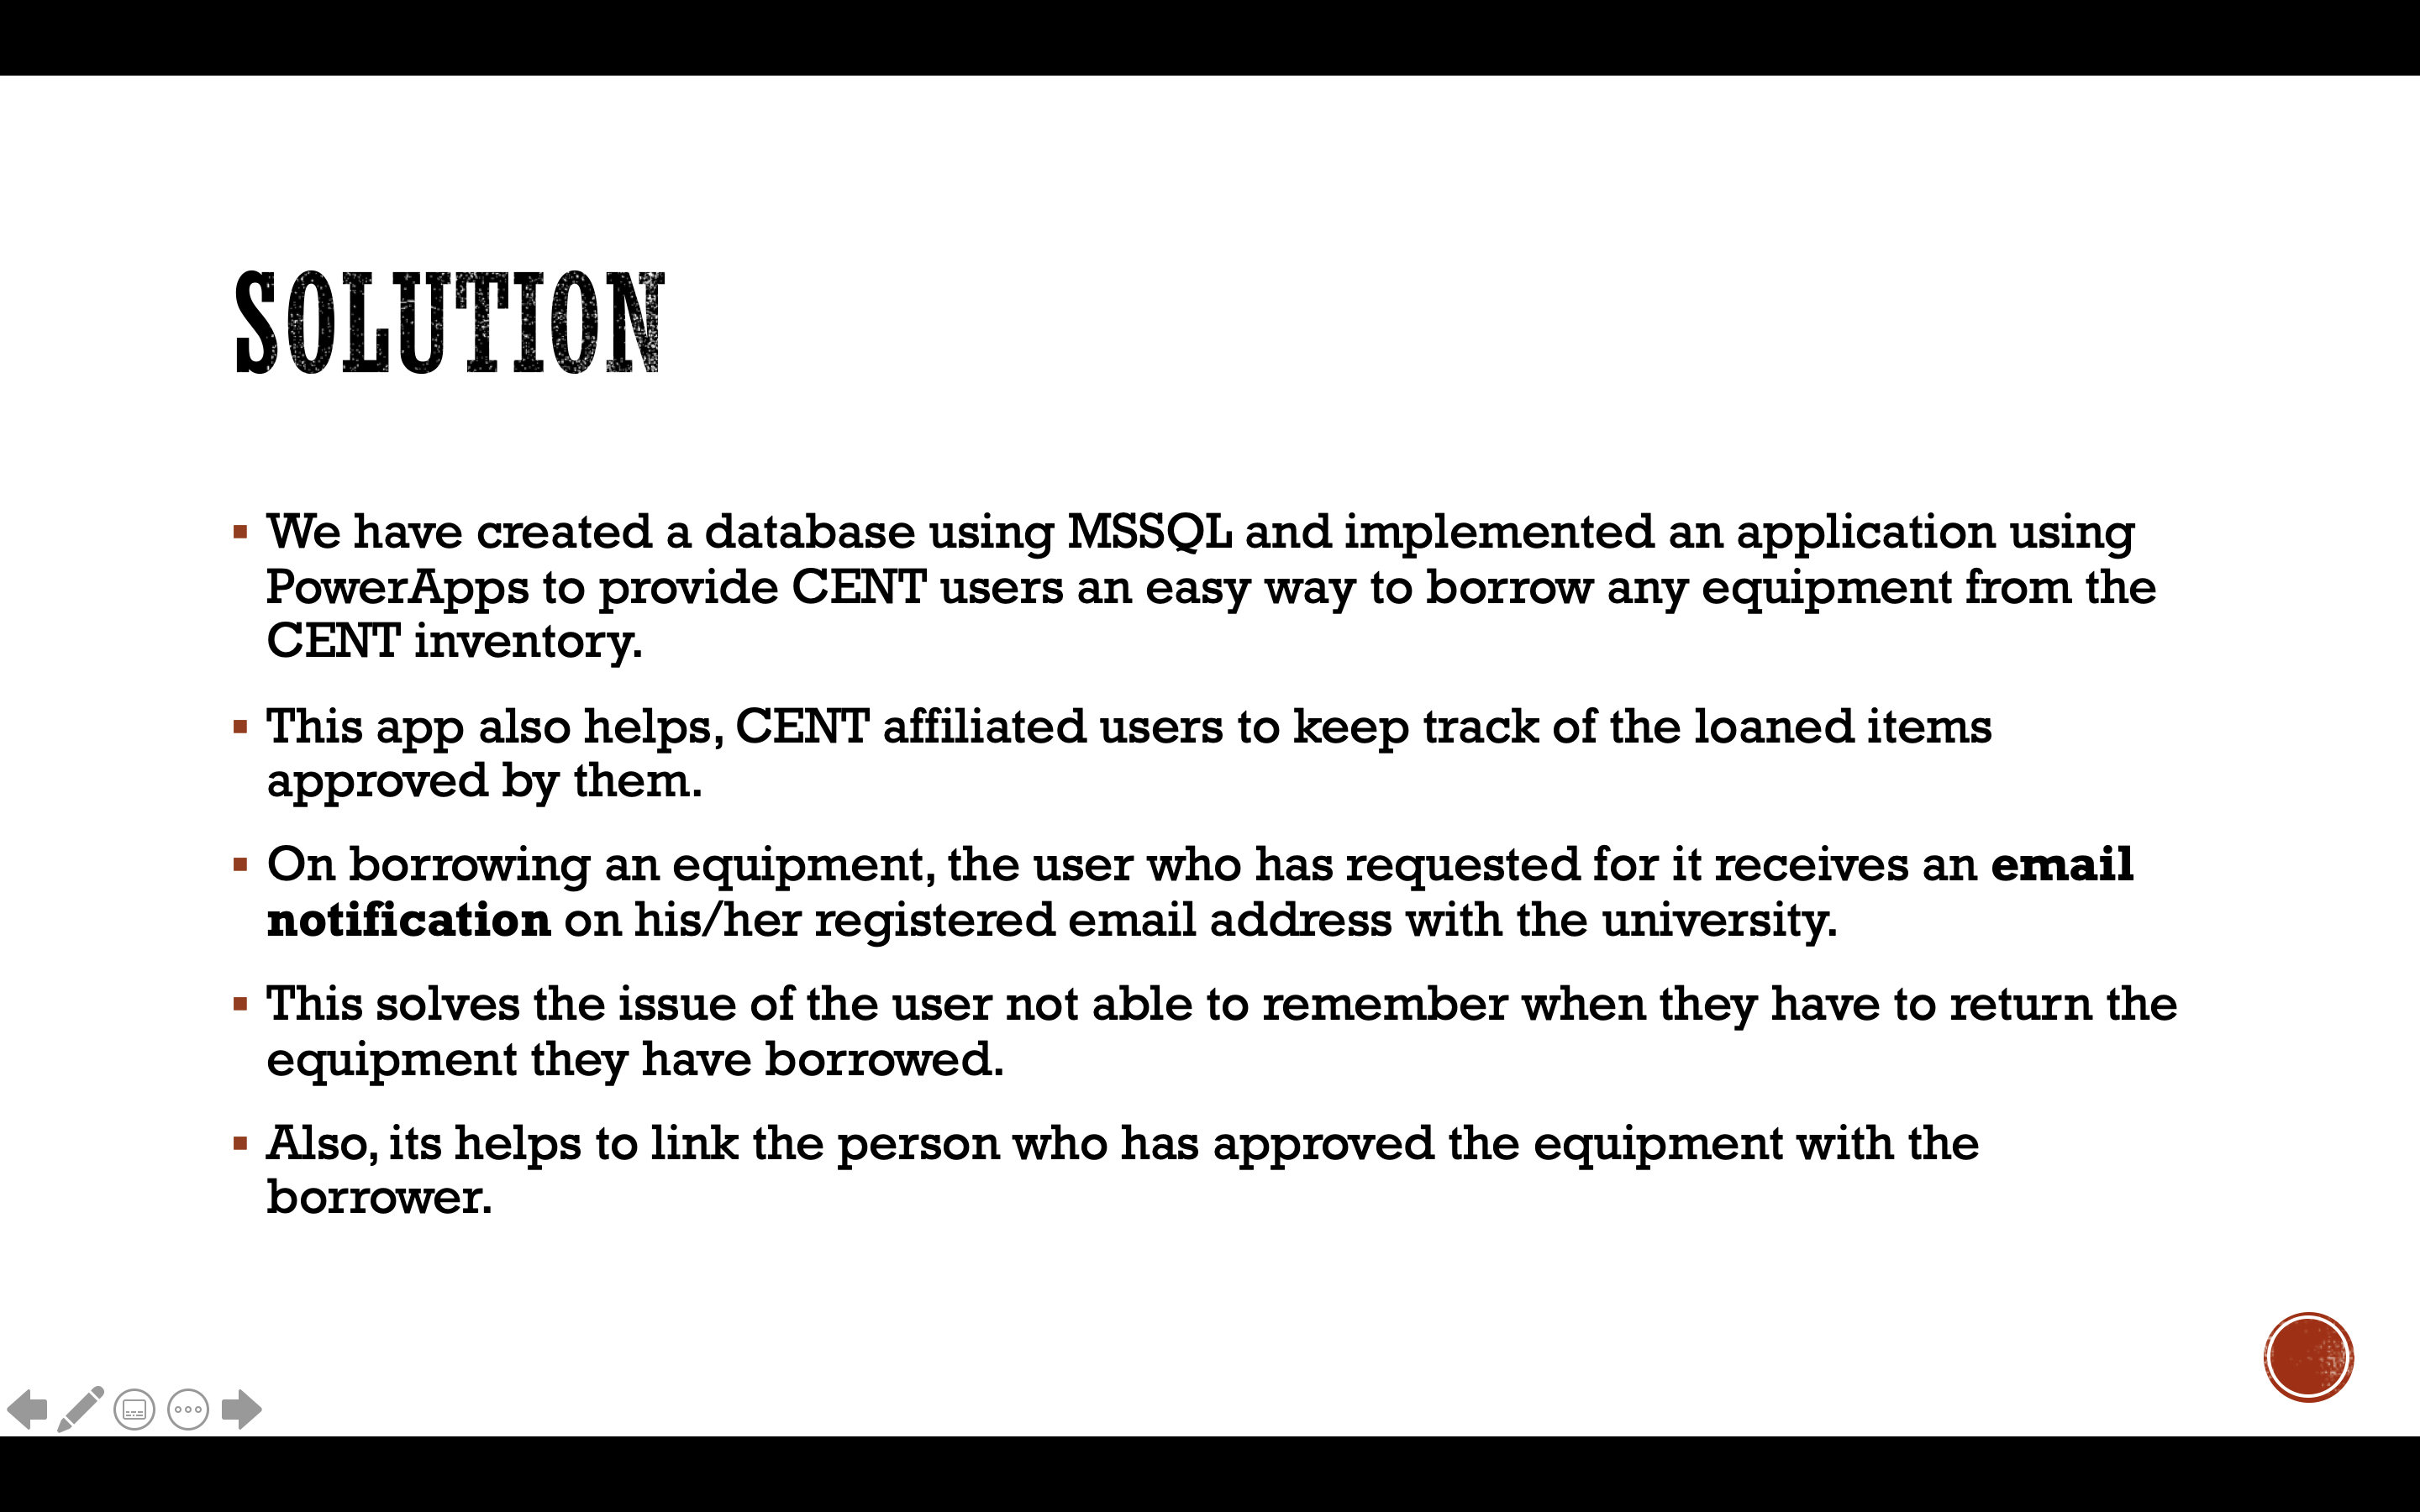 SOLUTION
We have created a database using MSSQL and implemented an application using
PowerApps to provide CENT users an easy way to borrow any equipment from the
CENT inventory.
This app also helps, CENT affiliated users to keep track of the loaned items
approved by them.
On borrowing an equipment, the user who has requested for it receives an email
notification on his/her registered email address with the university.
This solves the issue of the user not able to remember when they have to return the
equipment they have borrowed.
Also, its helps to link the person who has approved the equipment with the
borrower.